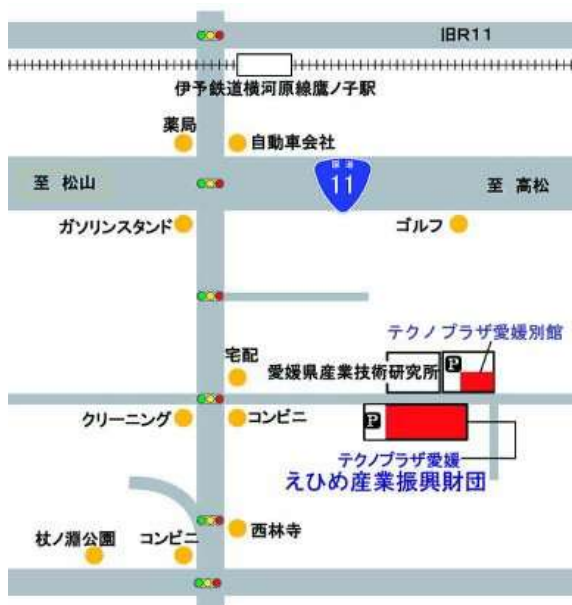 旧R11
伊予鉄道横河原線鷹ノ子駅
薬局
自動車会社
至 松山
国道
11
至 高松
ガソリンスタンド
ゴルフ
テクノプラザ愛媛別館
宅配
愛媛県産業技術研究所
P
クリーニング
コンビニ
P
テクノプラザ愛媛
えひめ産業振興財団
西林寺
杖ノ淵公園
コンビニ